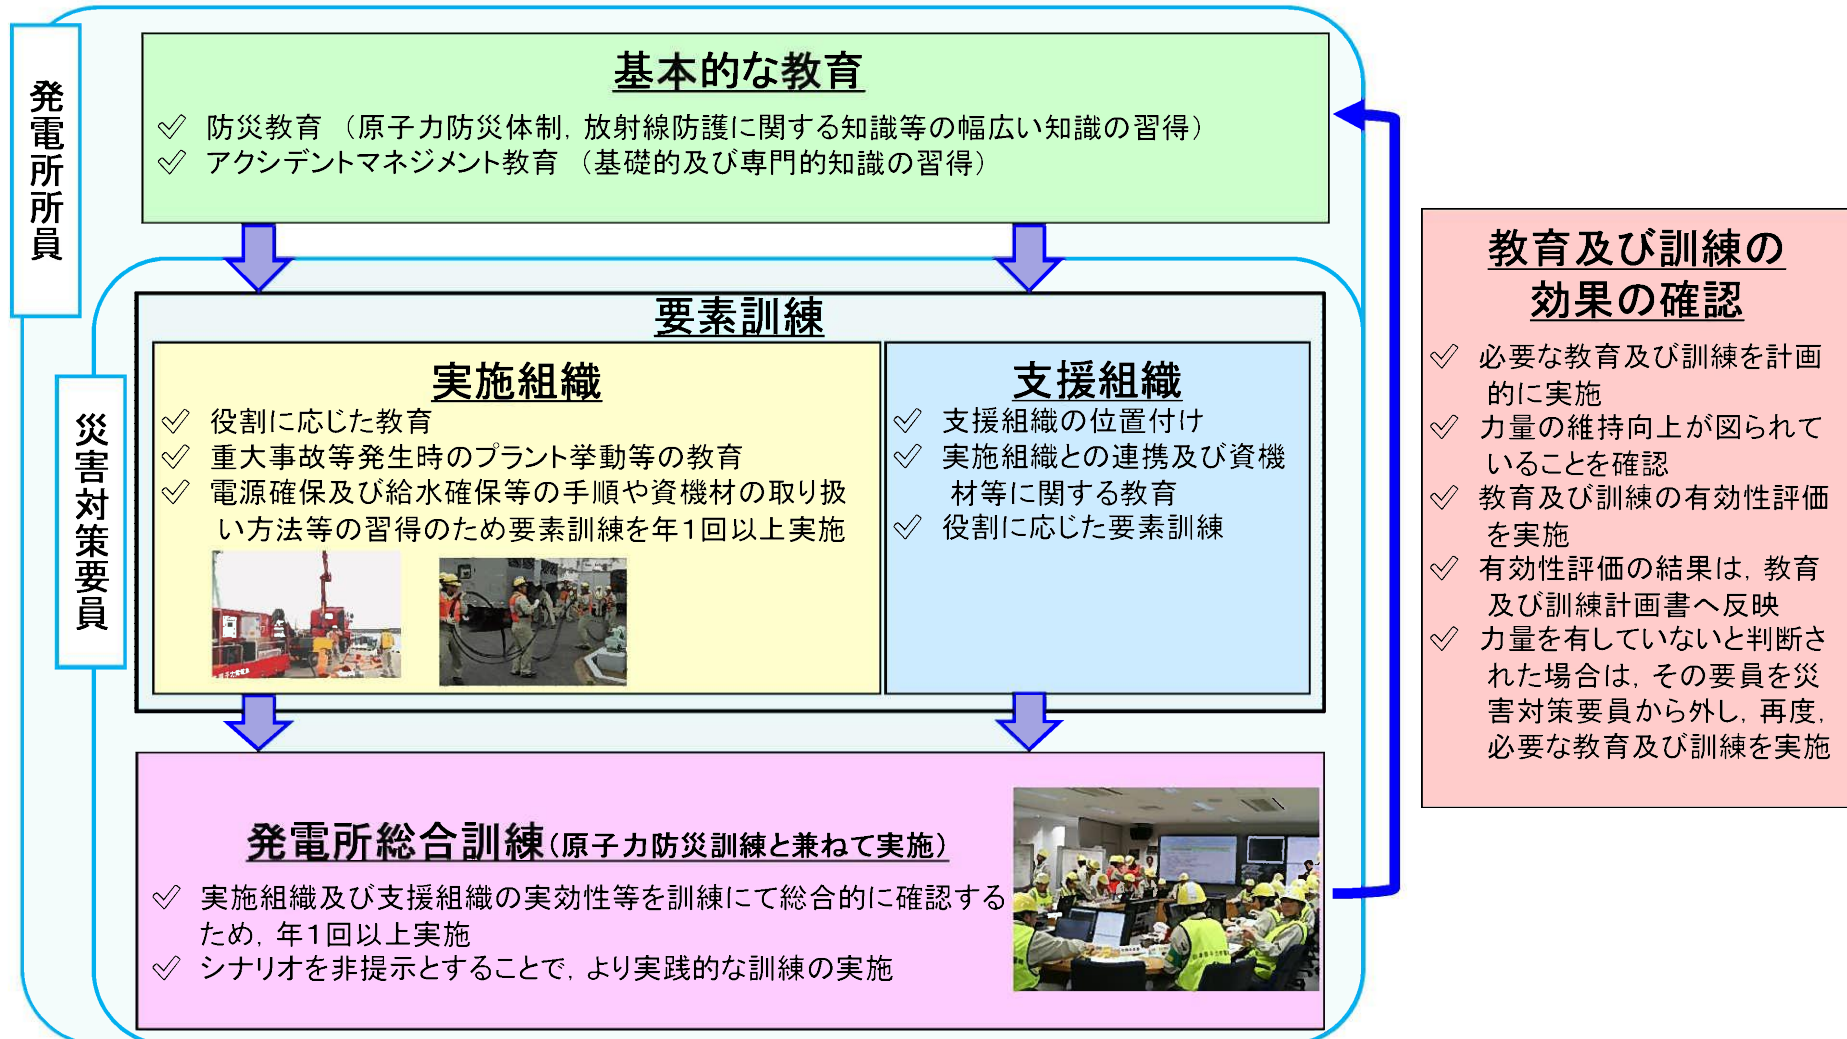 発電所所員
基本的な教育
✓ 防災教育 （原子力防災体制，放射線防護に関する知識等の幅広い知識の習得）
✓ アクシデントマネジメント教育 （基礎的及び専門的知識の習得）
災害対策要員
要素訓練
実施組織
✓ 役割に応じた教育
✓ 重大事故等発生時のプラント挙動等の教育
✓ 電源確保及び給水確保等の手順や資機材の取り扱
い方法等の習得のため要素訓練を年１回以上実施
支援組織
✓ 支援組織の位置付け
✓ 実施組織との連携及び資機
材等に関する教育
✓ 役割に応じた要素訓練
発電所総合訓練（原子力防災訓練と兼ねて実施）
✓ 実施組織及び支援組織の実効性等を訓練にて総合的に確認する
ため，年１回以上実施
✓ シナリオを非提示とすることで，より実践的な訓練の実施
教育及び訓練の
効果の確認
✓ 必要な教育及び訓練を計画
的に実施
✓ 力量の維持向上が図られて
いることを確認
✓ 教育及び訓練の有効性評価
を実施
✓ 有効性評価の結果は，教育
及び訓練計画書へ反映
✓ 力量を有していないと判断さ
れた場合は，その要員を災
害対策要員から外し，再度，
必要な教育及び訓練を実施